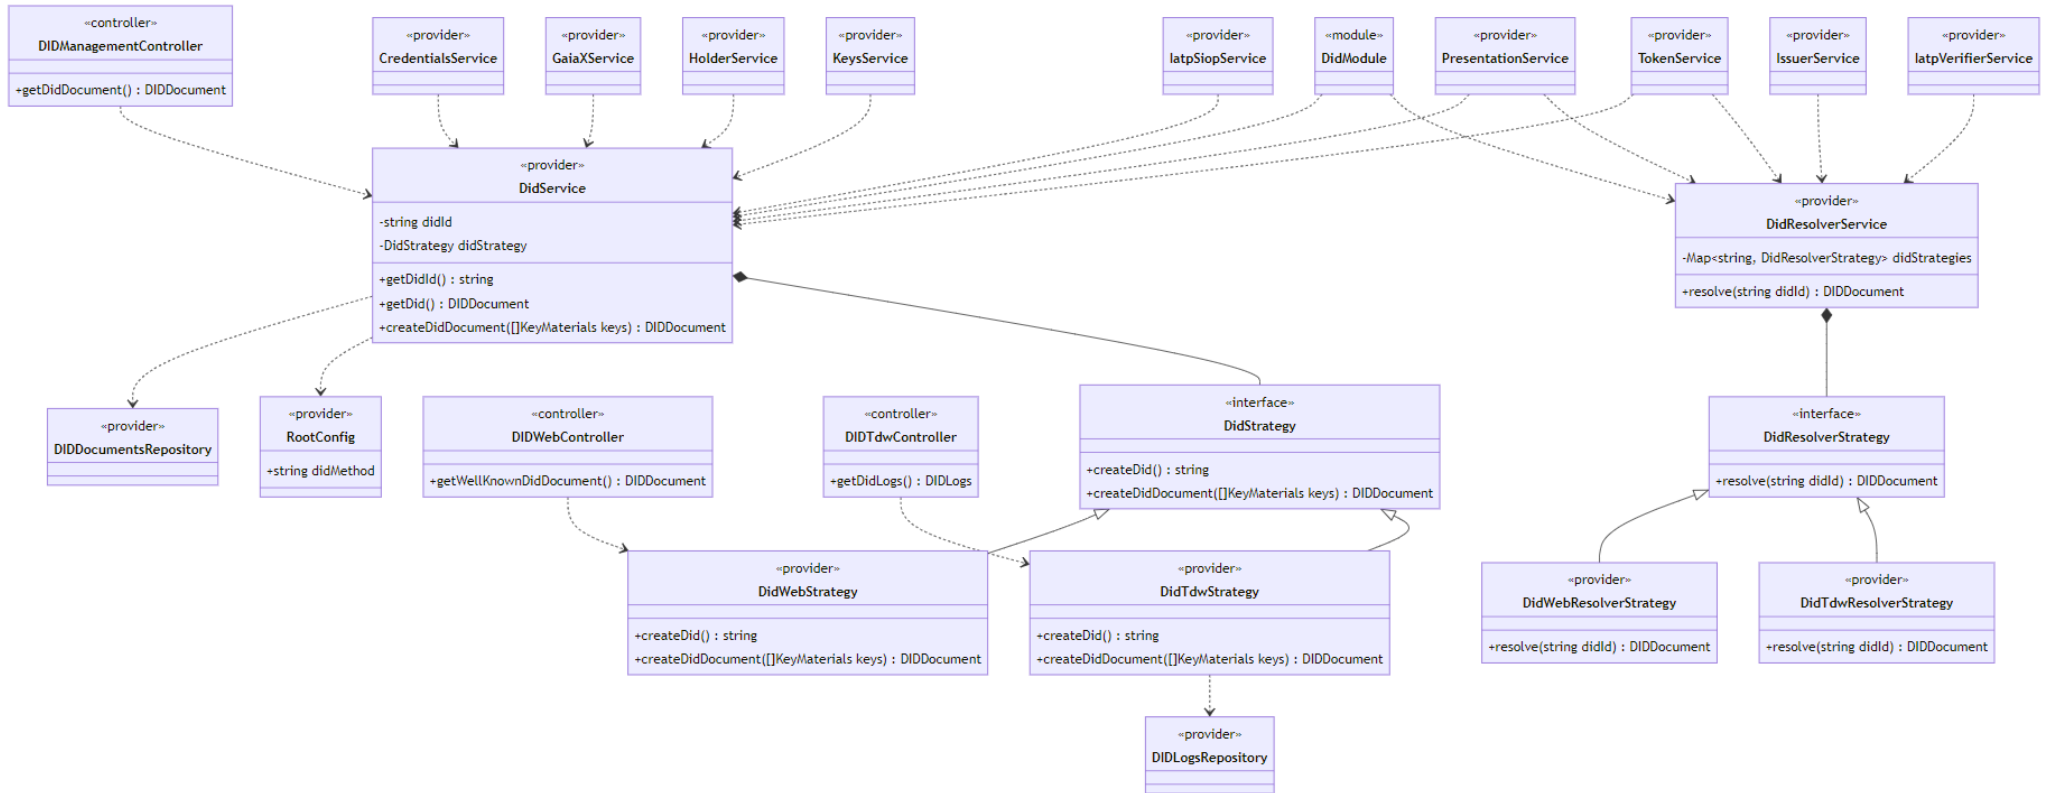 «controller»
DIDManagementController
+getDidDocument() : DIDDocument
«provider»
CredentialsService
«provider»
GaiaXService
«provider»
HolderService
«provider»
KeysService
«provider»
IatpSiopService
«module»
DidModule
«provider»
PresentationService
«provider»
TokenService
«provider»
IssuerService
«provider»
IatpVerifierService
«provider»
DidService
-string didId
-DidStrategy didStrategy
+getDidId() : string
+getDid() : DIDDocument
+createDidDocument([]KeyMaterials keys) : DIDDocument
«provider»
DidResolverService
-Map<string, DidResolverStrategy> didStrategies
+resolve(string didId) : DIDDocument
«provider»
DIDDocumentsRepository
«provider»
RootConfig
+string didMethod
«controller»
DIDWebController
+getWellKnownDidDocument() : DIDDocument
«controller»
DIDTdwController
+getDidLogs() : DIDLogs
«interface»
DidStrategy
+createDid() : string
+createDidDocument([]KeyMaterials keys) : DIDDocument
«interface»
DidResolverStrategy
+resolve(string didId) : DIDDocument
«provider»
DidWebStrategy
+createDid() : string
+createDidDocument([]KeyMaterials keys) : DIDDocument
«provider»
DidTdwStrategy
+createDid() : string
+createDidDocument([]KeyMaterials keys) : DIDDocument
«provider»
DidWebResolverStrategy
+resolve(string didId) : DIDDocument
«provider»
DidTdwResolverStrategy
+resolve(string didId) : DIDDocument
«provider»
DIDLogsRepository